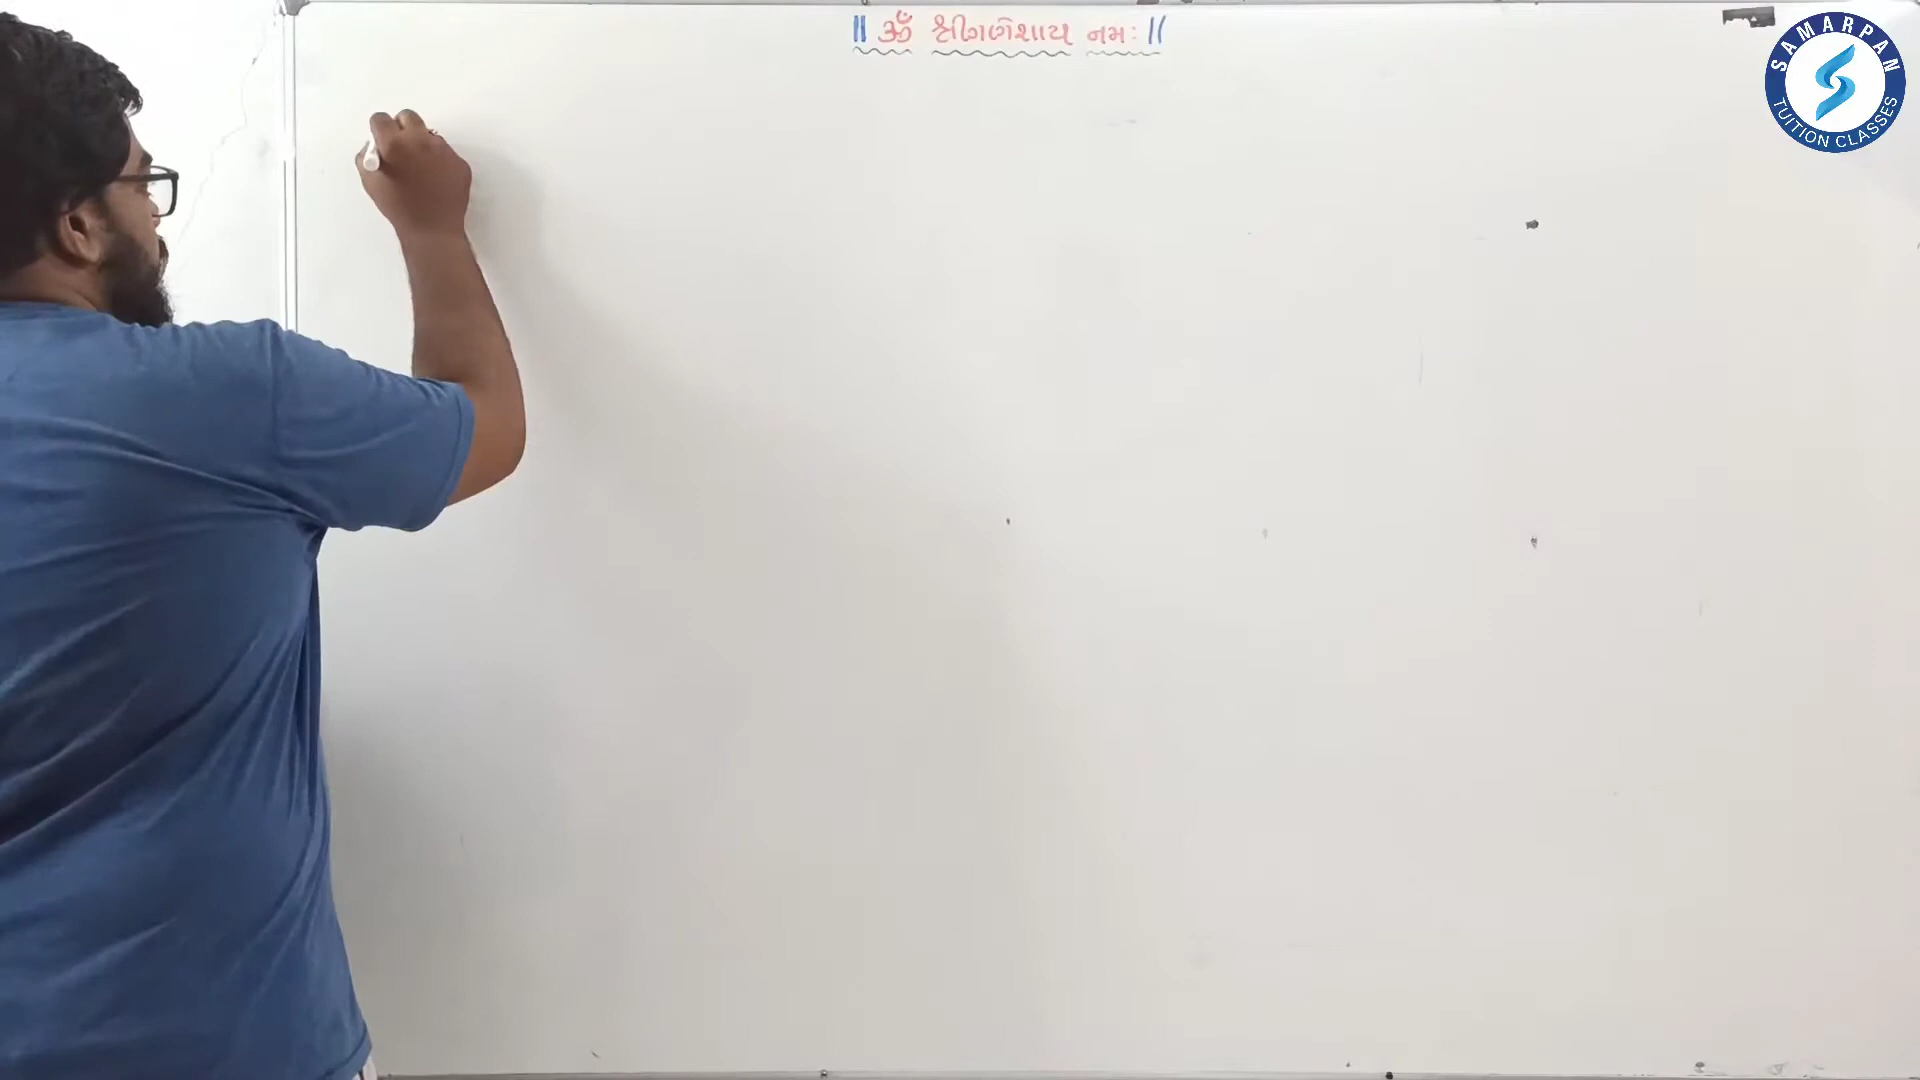 || ૐ શ્રીગણેશાય નમઃ ||
SAMARPAN
TUITION CLASSES